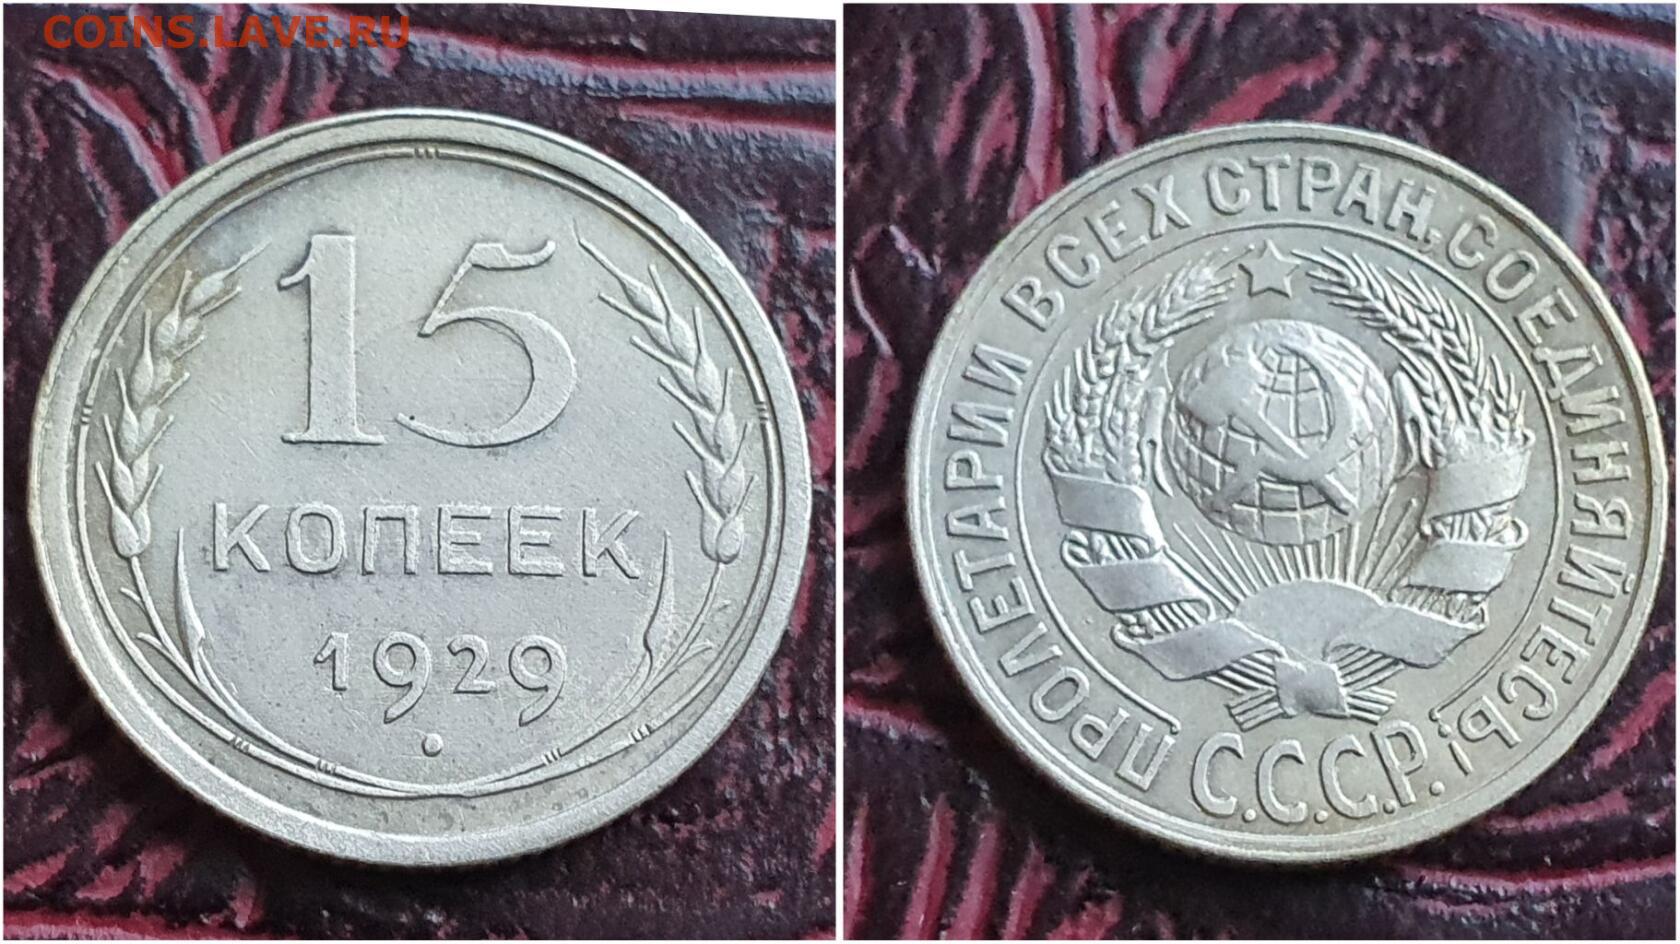 COINS.LAVE.RU
15
КОПЕЕК
1929
ПРОЛЕТАРИИ ВСЕХ СТРАН, СОЕДИНЯЙТЕСЬ!
С.С.С.Р.